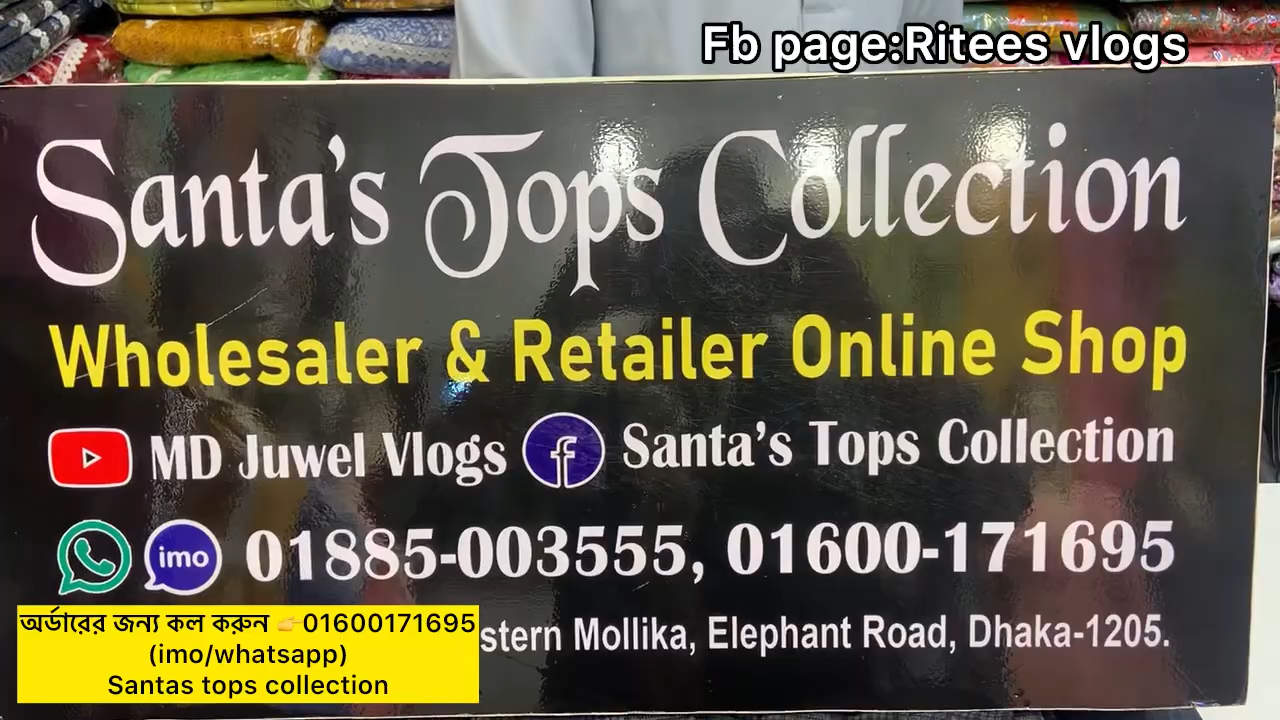 Fb page:Ritees vlogs
Santa's Tops Collection
Wholesaler & Retailer Online Shop
MD Juwel Vlogs f Santa's Tops Collection
imo 01885-003555, 01600-171695
stern Mollika, Elephant Road, Dhaka-1205.
অর্ডারের জন্য কল করুন 👉01600171695
(imo/whatsapp)
Santas tops collection